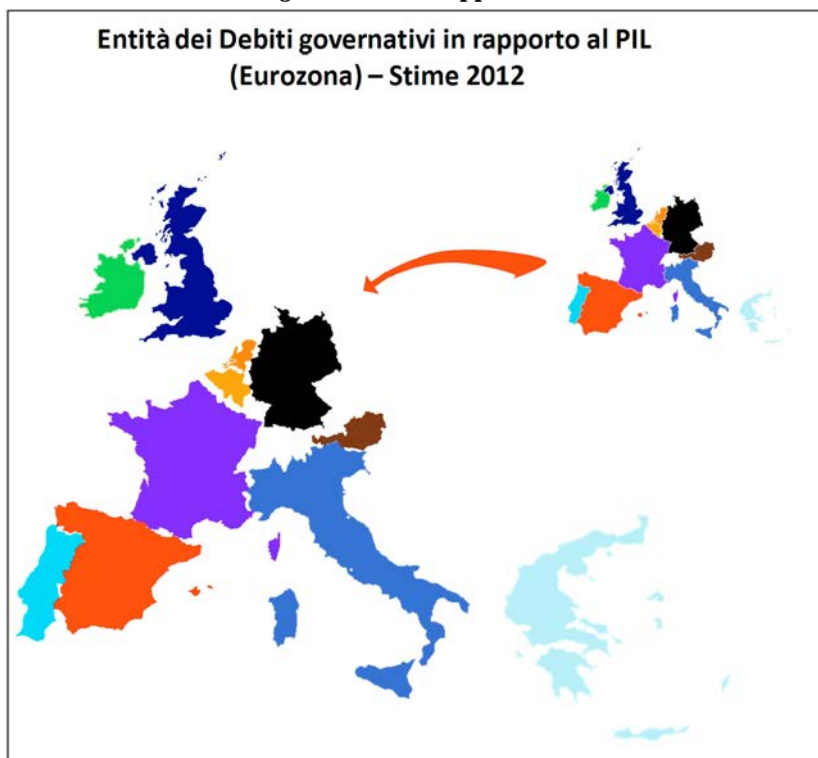 Entità dei Debiti governativi in rapporto al PIL
(Eurozona) – Stime 2012